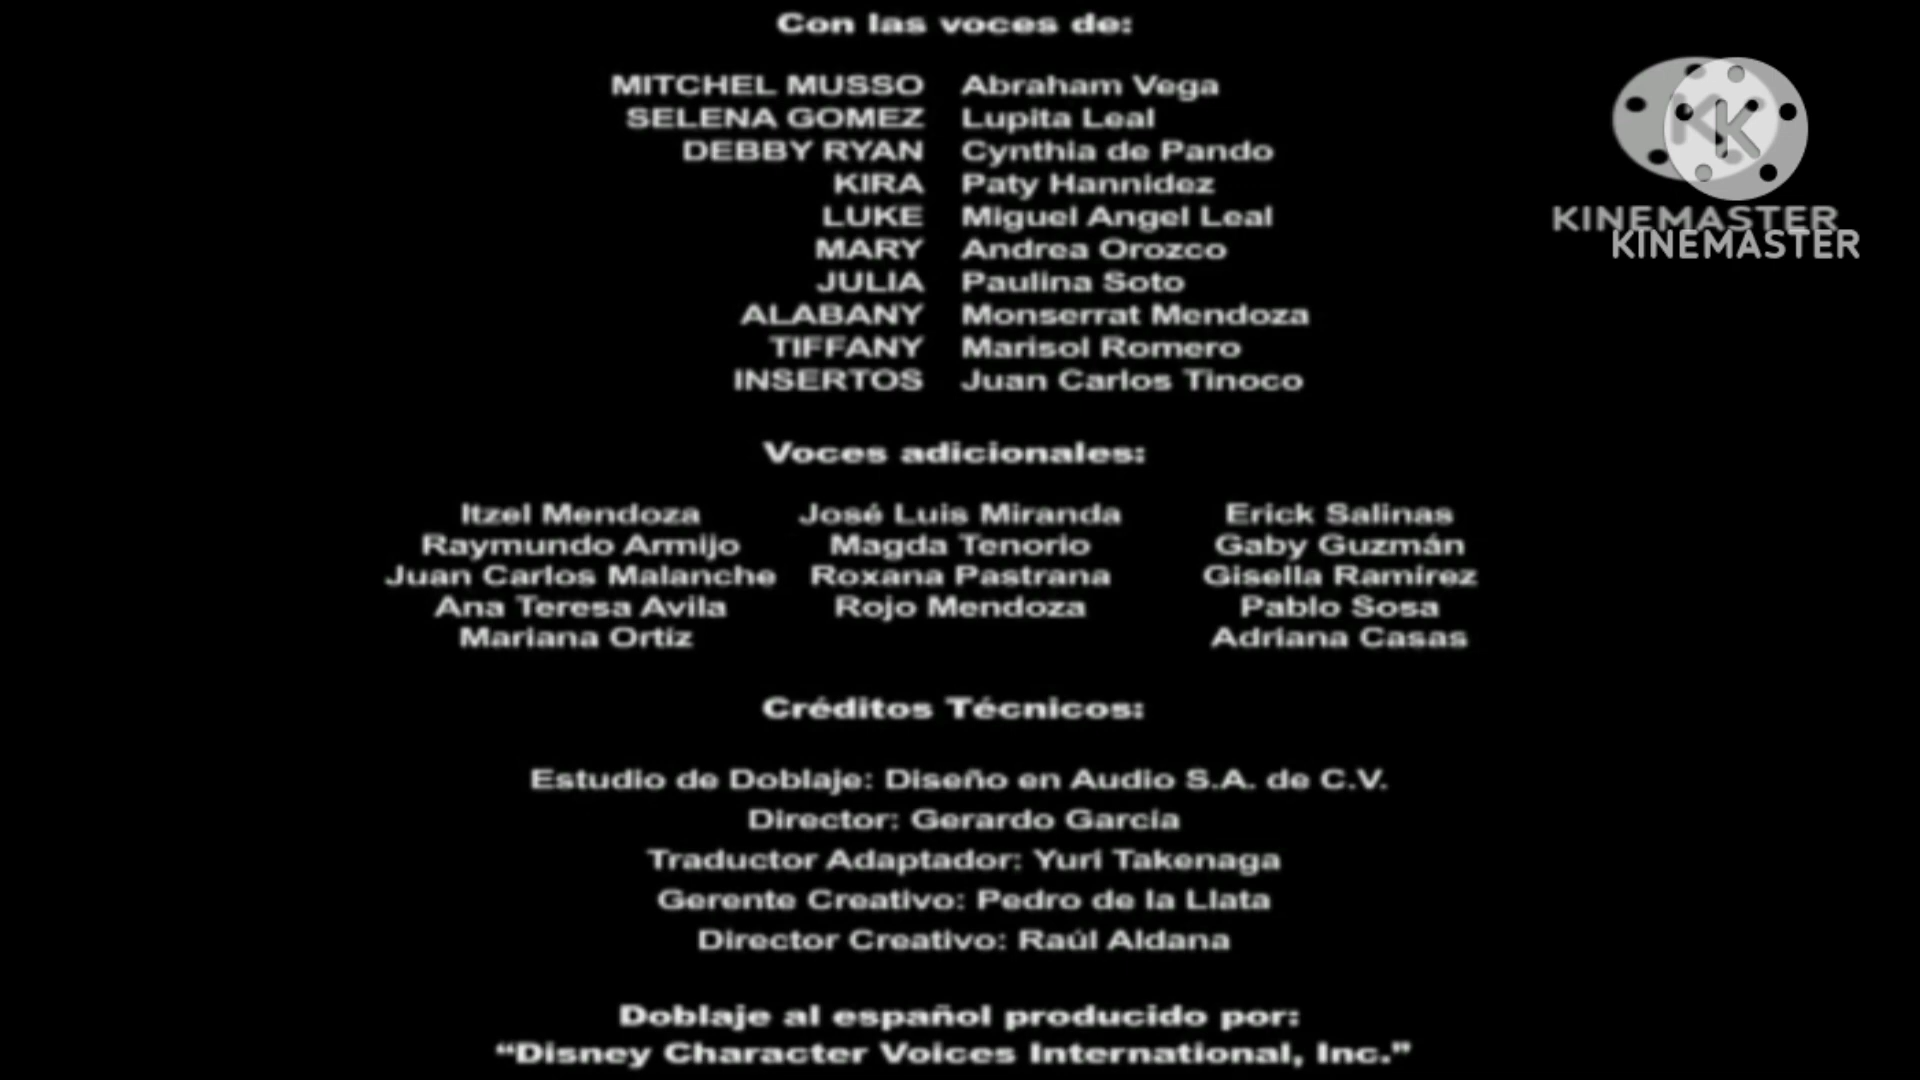 Con las voces de:
MITCHEL MUSSO Abraham Vega
SELENA GOMEZ Lupita Leal
DEBBY RYAN Cynthia de Pando
KIRA Paty Hannidez
LUKE Miguel Angel Leal
MARY Andrea Orozco
JULIA Paulina Soto
ALABANY Monserrat Mendoza
TIFFANY Marisol Romero
INSERTOS Juan Carlos Tinoco
Voces adicionales:
Itzel Mendoza José Luis Miranda Erick Salinas
Raymundo Armijo Magda Tenorio Gaby Guzmán
Juan Carlos Malanche Roxana Pastrana Gisella Ramírez
Ana Teresa Avila Rojo Mendoza Pablo Sosa
Mariana Ortíz Adriana Casas
Créditos Técnicos:
Estudio de Doblaje: Diseño en Audio S.A. de C.V.
Director: Gerardo García
Traductor Adaptador: Yuri Takenaga
Gerente Creativo: Pedro de la Llata
Director Creativo: Raúl Aldana
Doblaje al español producido por:
“Disney Character Voices International, Inc.”
K K
KINEMASTER
KINEMASTER